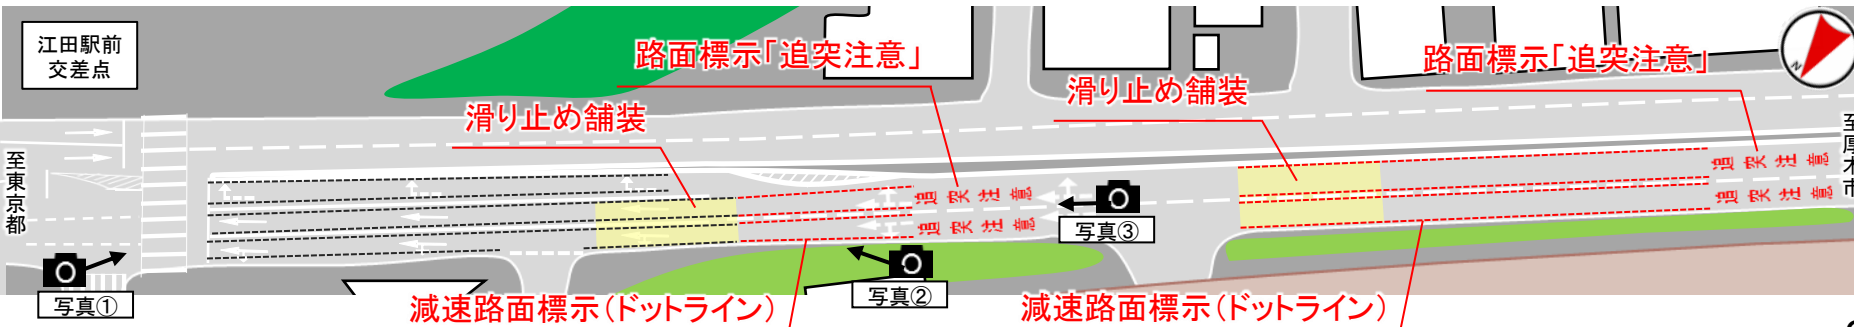 江田駅前
交差点
路面標示「追突注意」
路面標示「追突注意」
滑り止め舗装
滑り止め舗装
至東京都
至厚木市
N
追突注意
追突注意
追突注意
追突注意
写真①
写真②
写真③
減速路面標示(ドットライン)
減速路面標示(ドットライン)